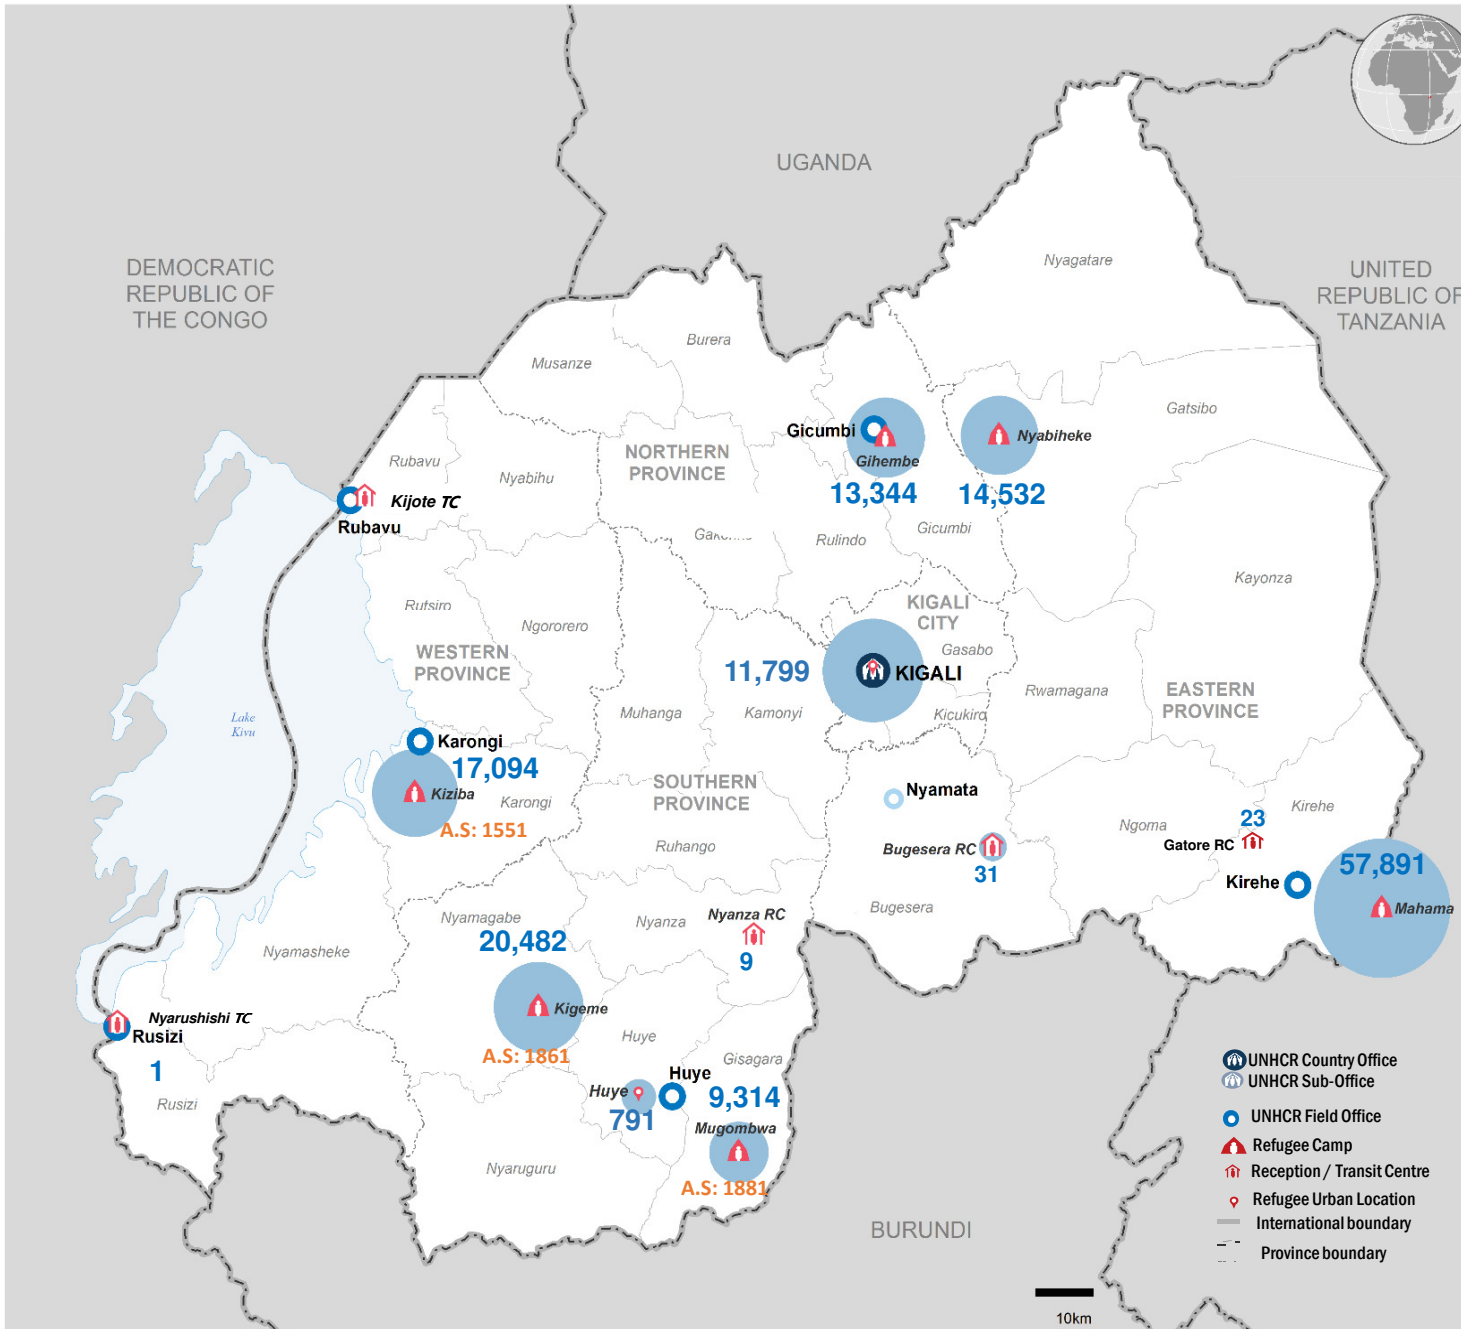 UGANDA
DEMOCRATIC
REPUBLIC OF
THE CONGO
UNITED
REPUBLIC OF
TANZANIA
Nyagatare
Burera
Musanze
Gatsibo
Gicumbi
Gihembe
13,344
Nyabiheke
14,532
NORTHERN
PROVINCE
Rubavu
Nyabihu
Kijote TC
Rubavu
Rulindo
Gicumbi
Kayonza
Rutsiro
Ngororero
KIGALI
CITY
Gasabo
WESTERN
PROVINCE
11,799
KIGALI
Rwamagana
EASTERN
PROVINCE
Lake
Kivu
Muhanga
Kamonyi
Kicukiro
Karongi
17,094
Kiziba
Karongi
A.S: 1551
SOUTHERN
PROVINCE
Nyamata
Ruhango
Bugesera RC
31
Ngoma
Kirehe
23
Gatore RC
Kirehe
57,891
Mahama
Bugesera
Nyamagabe
20,482
Kigeme
A.S: 1861
Nyanza
Nyanza RC
9
Nyamasheke
Nyarushishi TC
Rusizi
1
Rusizi
Huye
Gisagara
Huye
Huye
791
9,314
Mugombwa
A.S: 1881
Nyaruguru
BURUNDI
UNHCR Country Office
UNHCR Sub-Office
UNHCR Field Office
Refugee Camp
Reception / Transit Centre
Refugee Urban Location
International boundary
Province boundary
10km